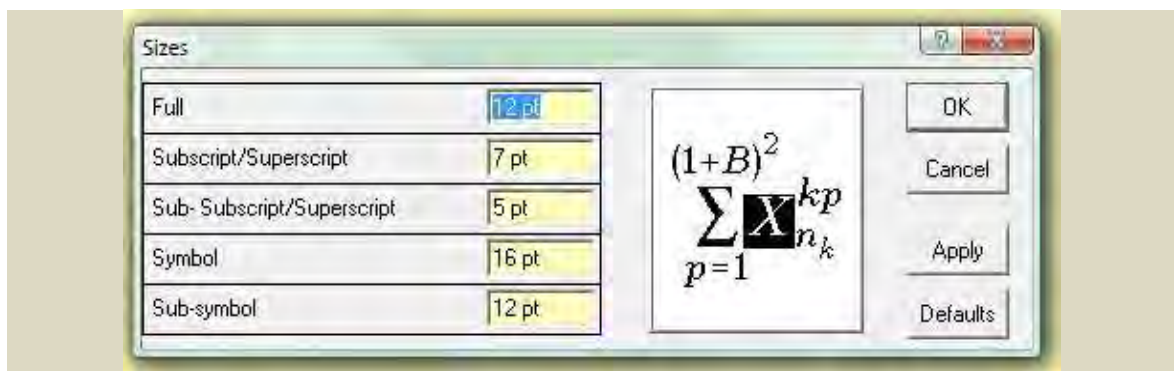 Sizes
Full 12 pt
Subscript/Superscript 7 pt
Sub- Subscript/Superscript 5 pt
Symbol 16 pt
Sub-symbol 12 pt
(1+B)²
∑ X kp
n k
p=1
OK
Cancel
Apply
Defaults